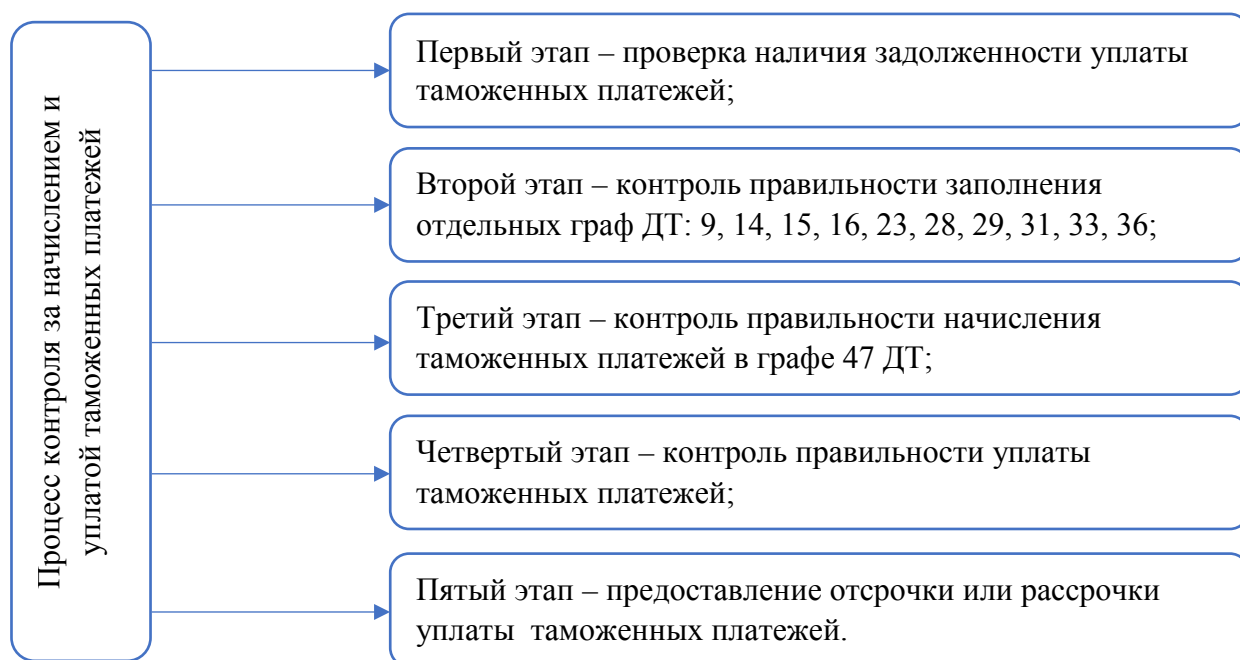 Процесс контроля за начислением и
уплатой таможенных платежей
Первый этап – проверка наличия задолженности уплаты
таможенных платежей;
Второй этап – контроль правильности заполнения
отдельных граф ДТ: 9, 14, 15, 16, 23, 28, 29, 31, 33, 36;
Третий этап – контроль правильности начисления
таможенных платежей в графе 47 ДТ;
Четвертый этап – контроль правильности уплаты
таможенных платежей;
Пятый этап – предоставление отсрочки или рассрочки
уплаты таможенных платежей.